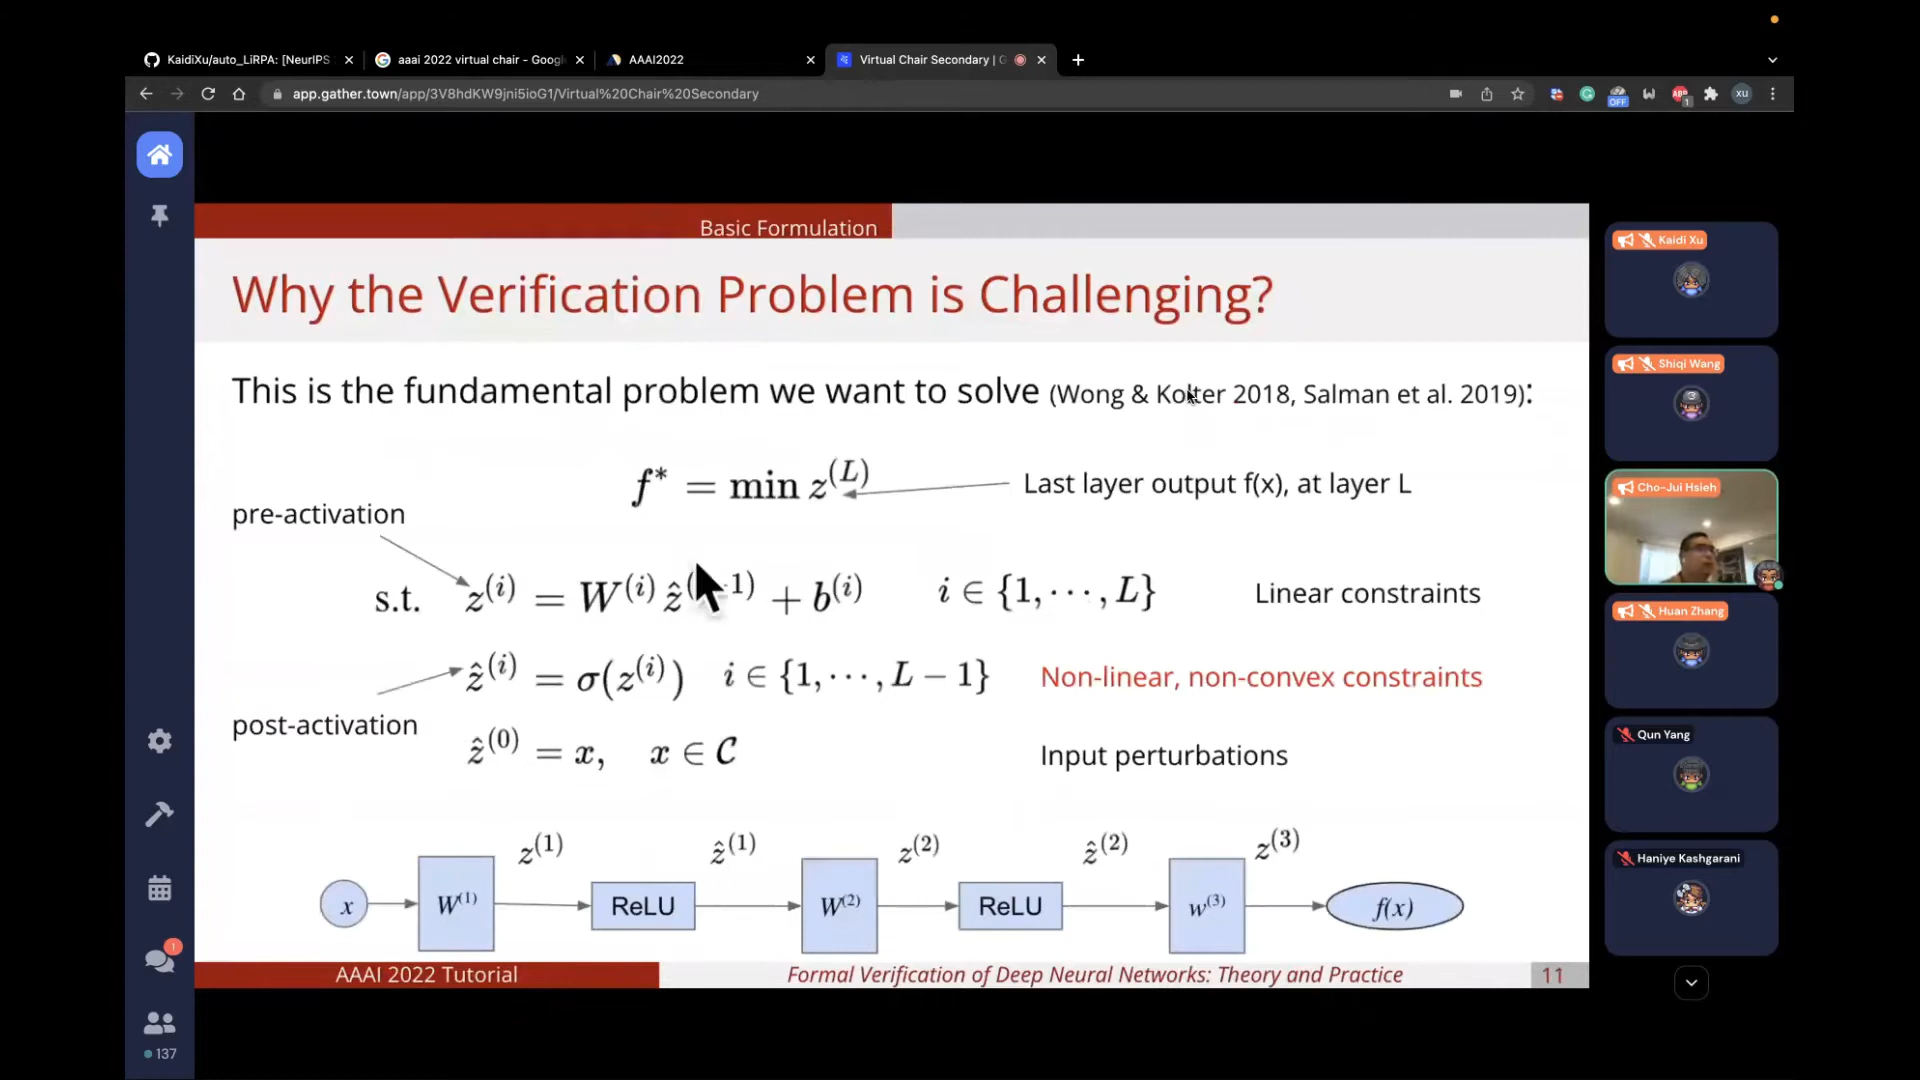 KaidiXu/auto_LiRPA: [NeurIPS
aaai 2022 virtual chair - Googl
AAAI2022
Virtual Chair Secondary | G
app.gather.town/app/3V8hdKW9jni5ioG1/Virtual%20Chair%20Secondary
OFF
ABP
1
XU
Basic Formulation
Why the Verification Problem is Challenging?
This is the fundamental problem we want to solve (Wong & Kolter 2018, Salman et al. 2019):
f* = min z^(L)
Last layer output f(x), at layer L
pre-activation
s.t. z^(i) = W^(i) ẑ^( 1) + b^(i) i ∈ {1, ⋯, L} Linear constraints
ẑ^(i) = σ(z^(i)) i ∈ {1, ⋯, L − 1} Non-linear, non-convex constraints
post-activation
ẑ^(0) = x, x ∈ 𝒞 Input perturbations
z^(1) ẑ^(1) z^(2) ẑ^(2) z^(3)
x W^(1) ReLU W^(2) ReLU w^(3) f(x)
AAAI 2022 Tutorial
Formal Verification of Deep Neural Networks: Theory and Practice
11
Kaidi Xu
Shiqi Wang
Cho-Jui Hsieh
Huan Zhang
Qun Yang
Haniye Kashgarani
1
137